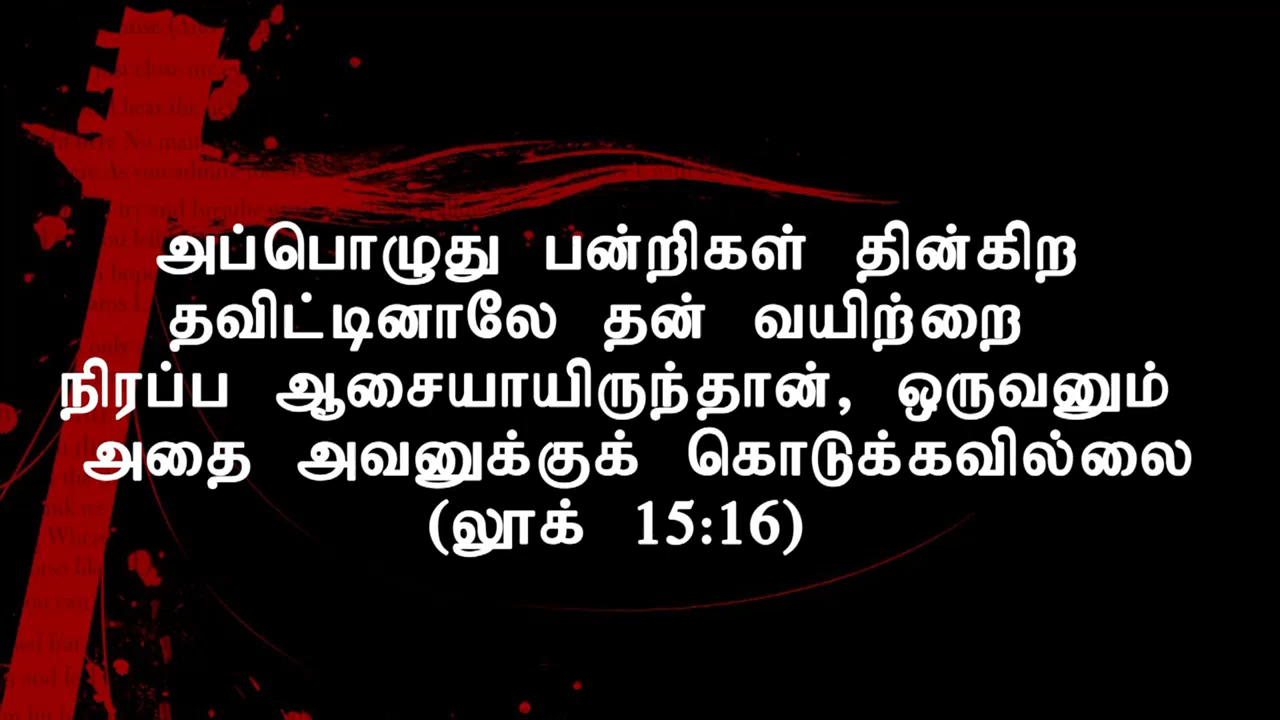 அப்பொழுது பன்றிகள் தின்கிற
தவிட்டினாலே தன் வயிற்றை
நிரப்ப ஆசையாயிருந்தான், ஒருவனும்
அதை அவனுக்குக் கொடுக்கவில்லை
(லூக் 15:16)